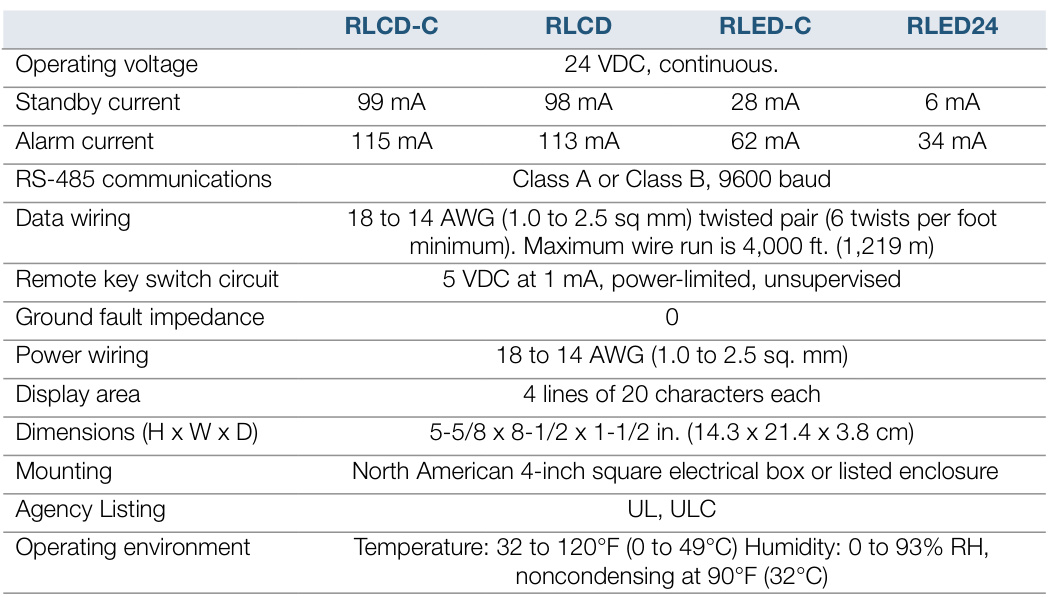 RLCD-C RLCD RLED-C RLED24
Operating voltage 24 VDC, continuous.
Standby current 99 mA 98 mA 28 mA 6 mA
Alarm current 115 mA 113 mA 62 mA 34 mA
RS-485 communications Class A or Class B, 9600 baud
Data wiring 18 to 14 AWG (1.0 to 2.5 sq mm) twisted pair (6 twists per foot
minimum). Maximum wire run is 4,000 ft. (1,219 m)
Remote key switch circuit 5 VDC at 1 mA, power-limited, unsupervised
Ground fault impedance 0
Power wiring 18 to 14 AWG (1.0 to 2.5 sq. mm)
Display area 4 lines of 20 characters each
Dimensions (H x W x D) 5-5/8 x 8-1/2 x 1-1/2 in. (14.3 x 21.4 x 3.8 cm)
Mounting North American 4-inch square electrical box or listed enclosure
Agency Listing UL, ULC
Operating environment Temperature: 32 to 120°F (0 to 49°C) Humidity: 0 to 93% RH,
noncondensing at 90°F (32°C)